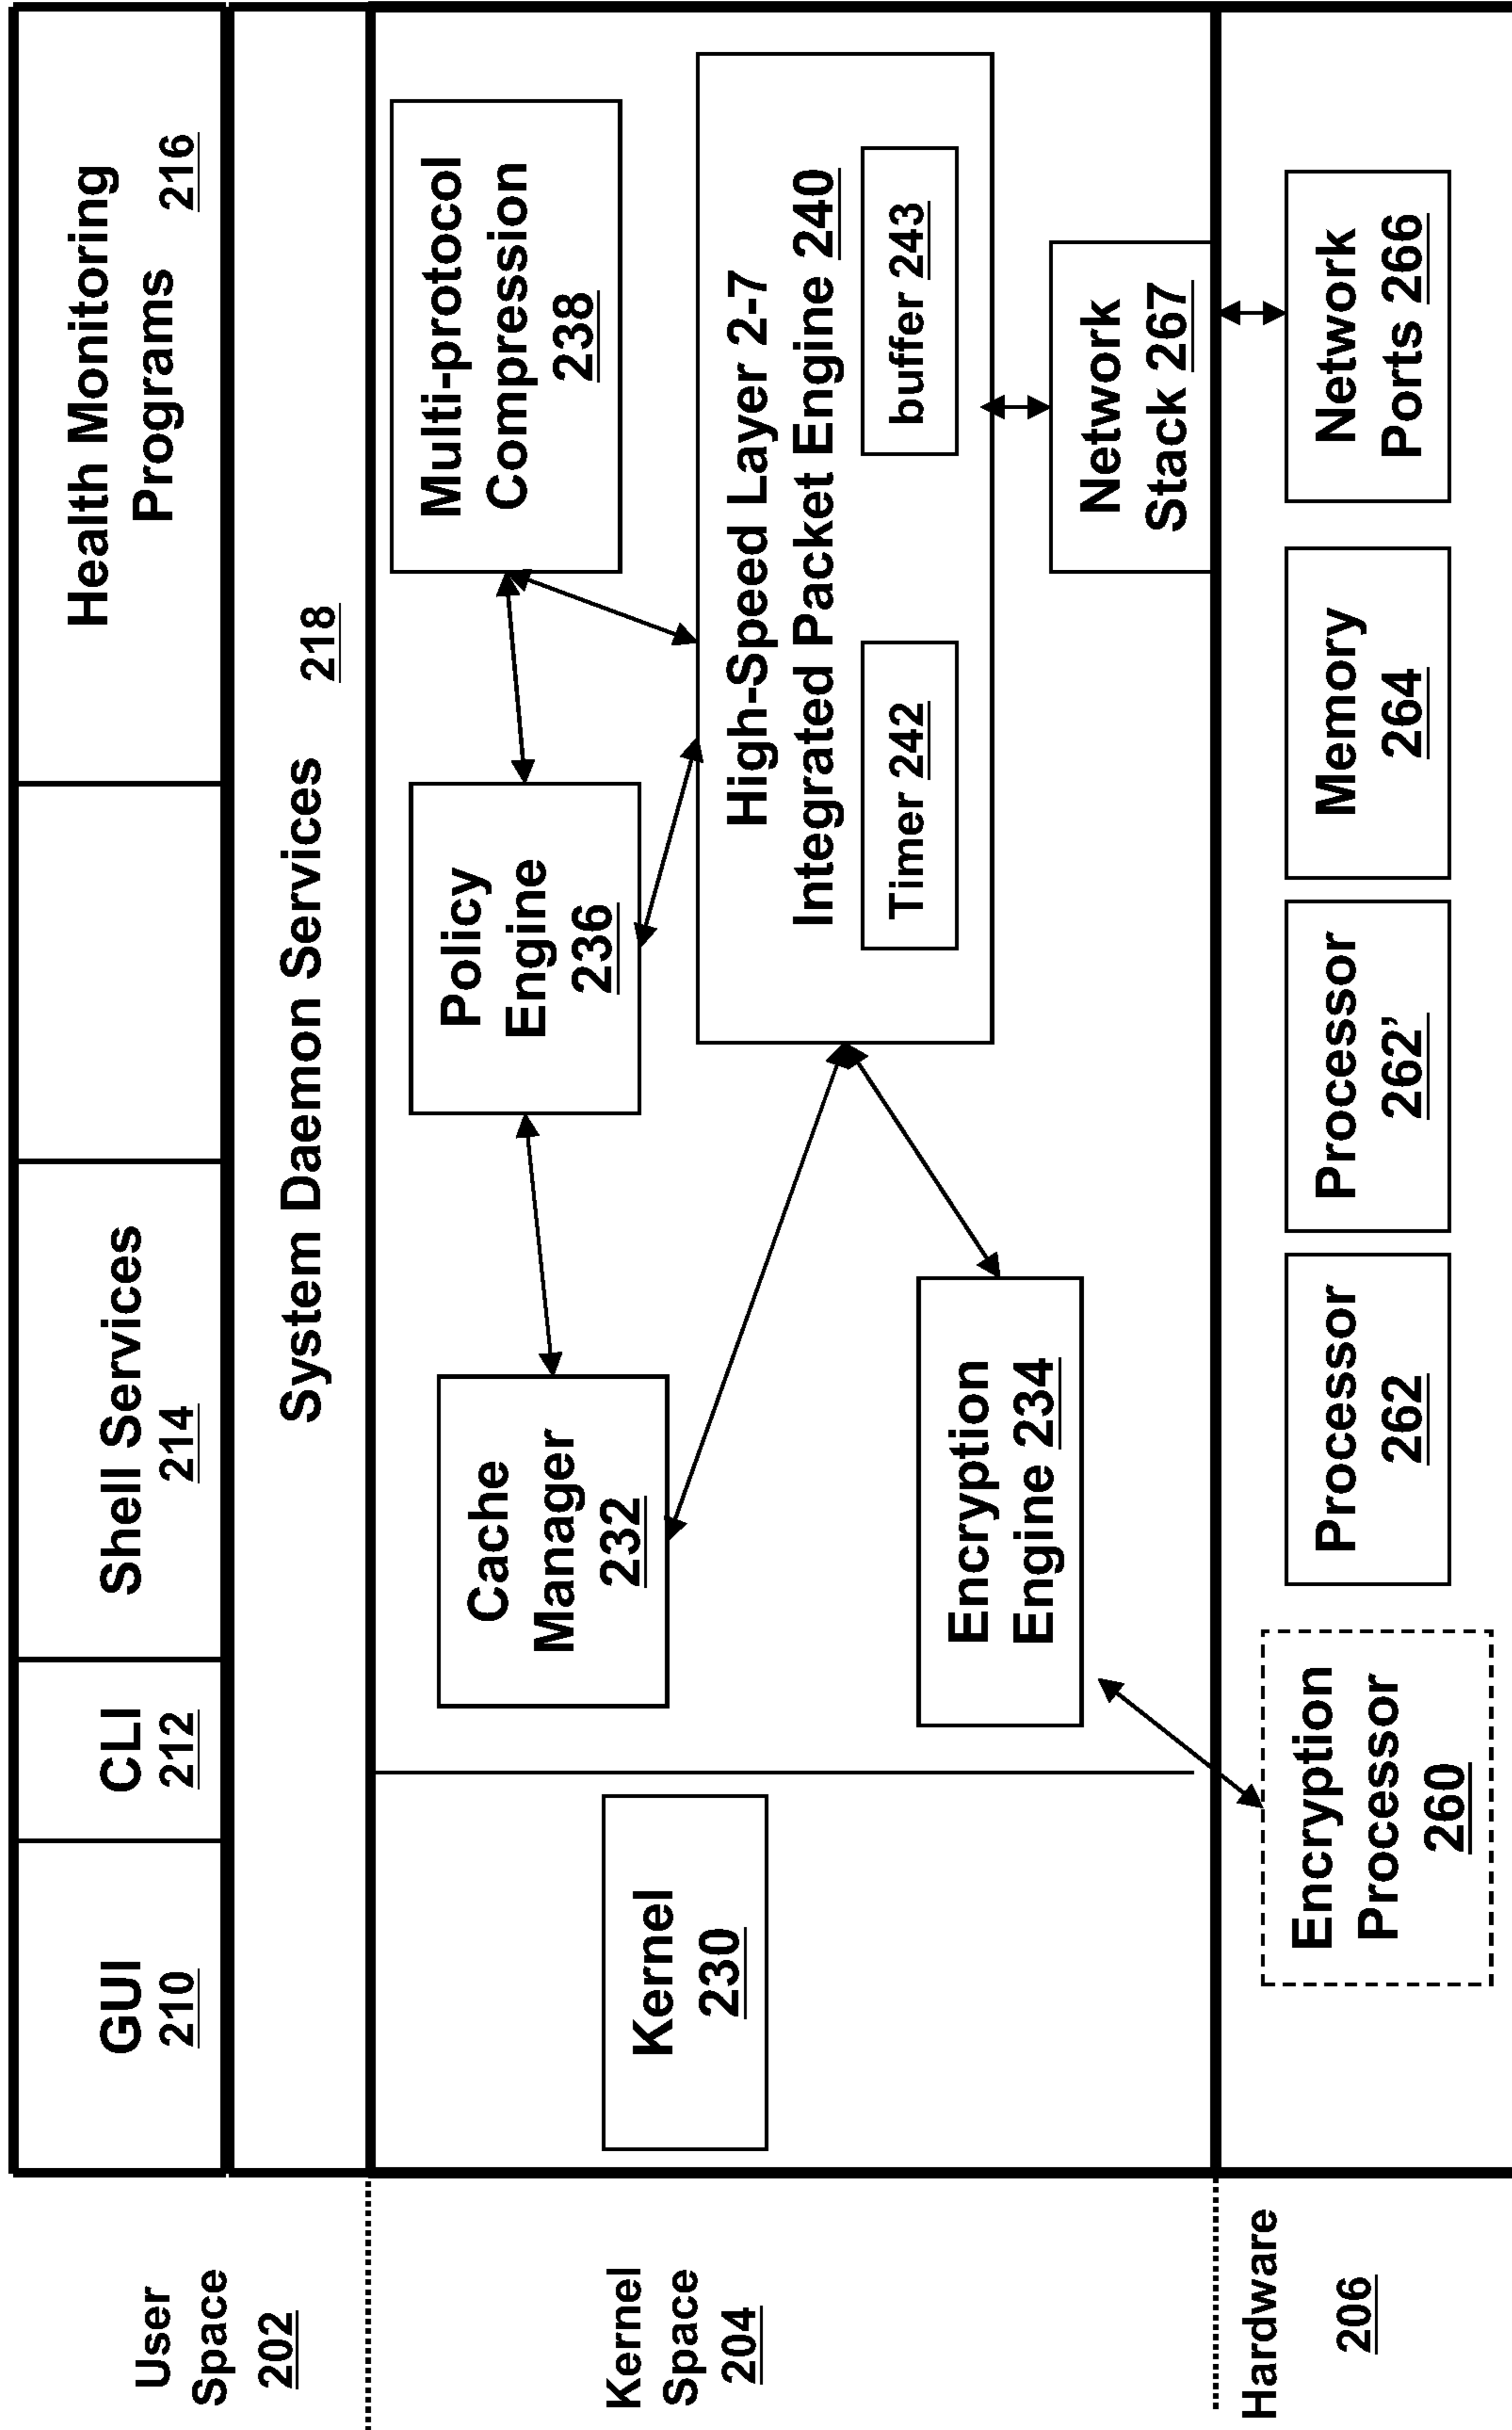 User
Space
202
GUI
210
CLI
212
Shell Services
214
Health Monitoring
Programs 216
System Daemon Services 218
Kernel
Space
204
Kernel
230
Cache
Manager
232
Policy
Engine
236
Multi-protocol
Compression
238
High-Speed Layer 2-7
Integrated Packet Engine 240
Timer 242
buffer 243
Encryption
Engine 234
Network
Stack 267
Hardware
206
Encryption
Processor
260
Processor
262
Processor
262’
Memory
264
Network
Ports 266